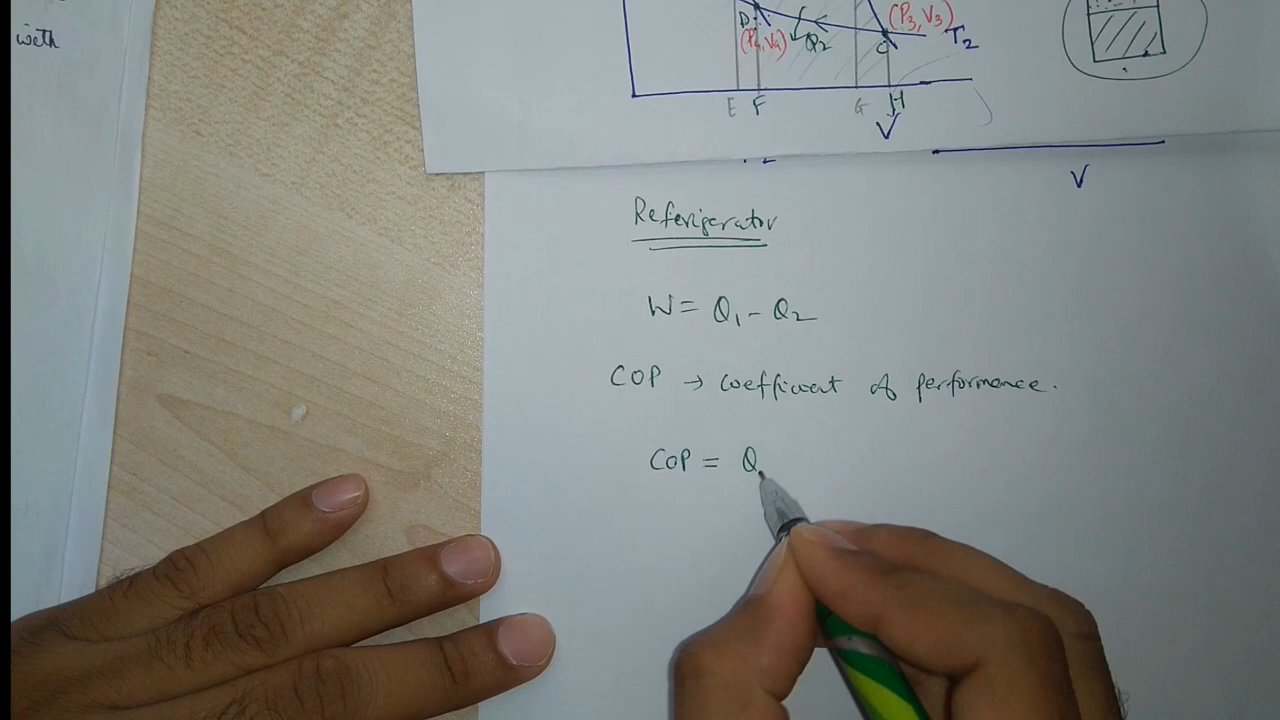 with
D (P3, V3)
(P4, V4) Q2 C T2
E F G H
V
V
Referigerator
W = Q1 - Q2
COP → coefficient of performance.
COP = Q